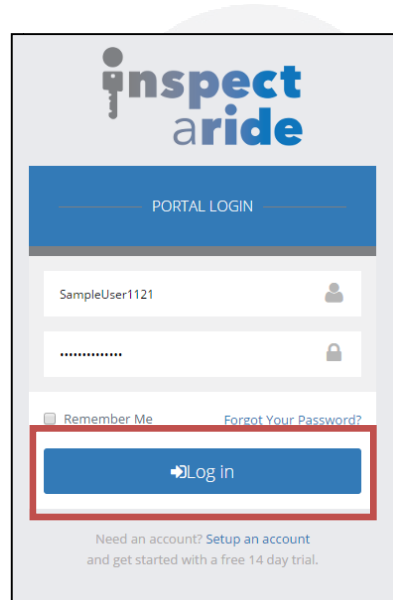 inspect
aride
PORTAL LOGIN
SampleUser1121
••••••••••••••
Remember Me Forgot Your Password?
Log in
Need an account? Setup an account
and get started with a free 14 day trial.